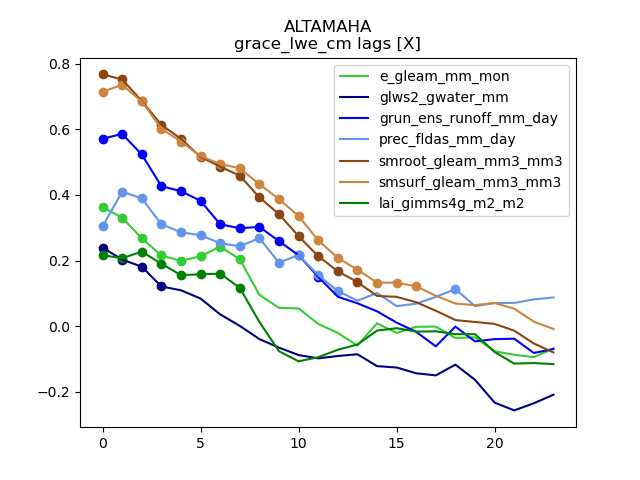 ALTAMAHA
grace_lwe_cm lags [X]
0.8
0.6
0.4
0.2
0.0
−0.2
0
5
10
15
20
e_gleam_mm_mon
glws2_gwater_mm
grun_ens_runoff_mm_day
prec_fldas_mm_day
smroot_gleam_mm3_mm3
smsurf_gleam_mm3_mm3
lai_gimms4g_m2_m2